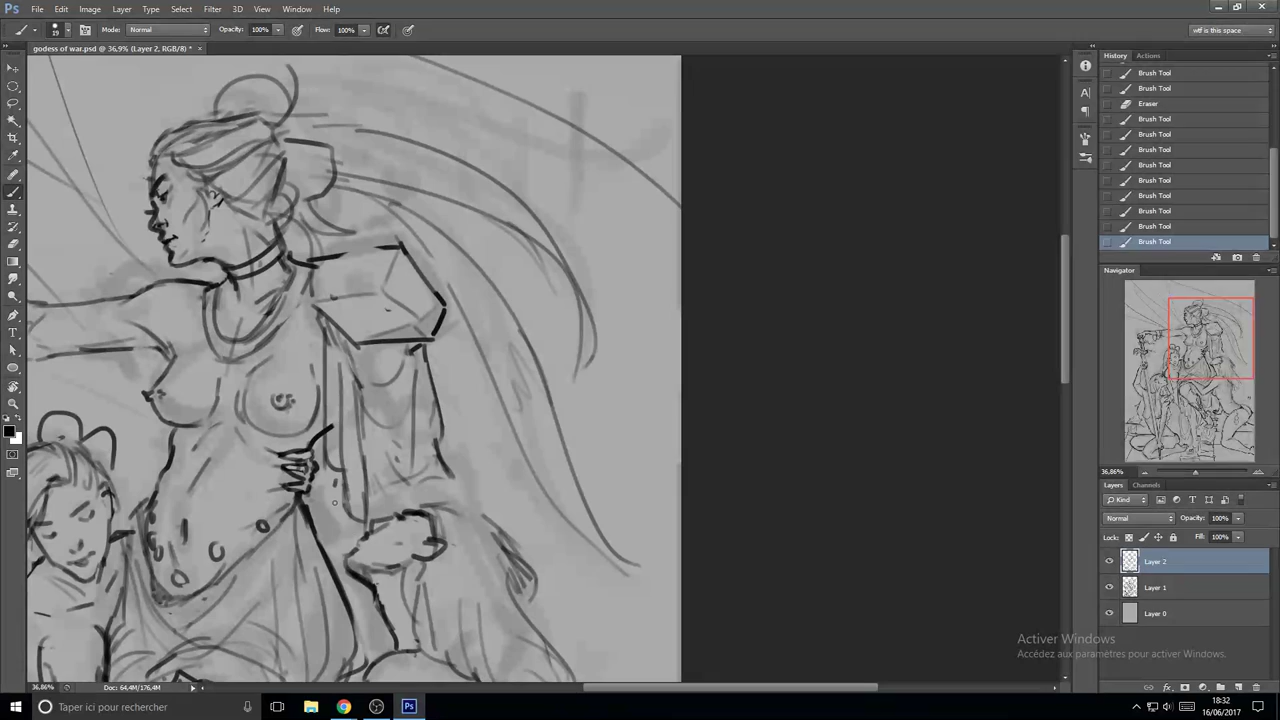 Ps File Edit Image Layer Type Select Filter 3D View Window Help
19 Mode: Normal Opacity: 100% Flow: 100% wtf is this space
godess of war.psd @ 36,9% (Layer 2, RGB/8) * ×
History Actions
Brush Tool
Brush Tool
Eraser
Brush Tool
Brush Tool
Brush Tool
Brush Tool
Brush Tool
Brush Tool
Brush Tool
Brush Tool
Brush Tool
Navigator
36,86%
Layers Channels
Kind
Normal Opacity: 100%
Lock: Fill: 100%
Layer 2
Layer 1
Layer 0
Activer Windows
Accédez aux paramètres pour activer Windows.
36,86% Doc: 64,4M/176,4M
Taper ici pour rechercher
Ps
18:32
16/06/2017